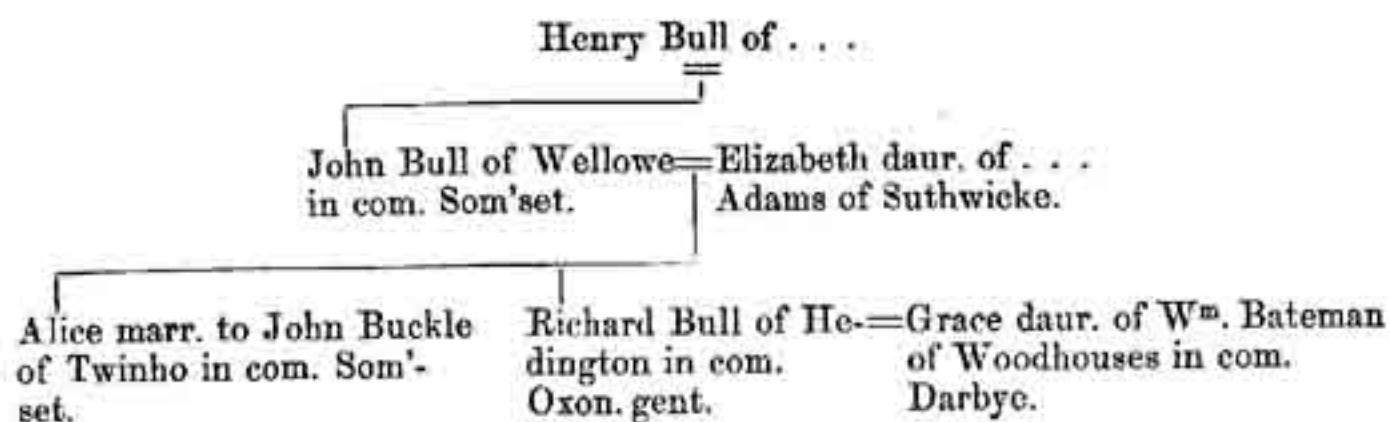 Henry Bull of . . .
John Bull of Wellowe=Elizabeth daur. of . . .
in com. Som'set. Adams of Suthwicke.
Alice marr. to John Buckle
of Twinho in com. Som'-
set.
Richard Bull of He-=Grace daur. of Wᵐ. Bateman
dington in com. of Woodhouses in com.
Oxon. gent. Darbye.